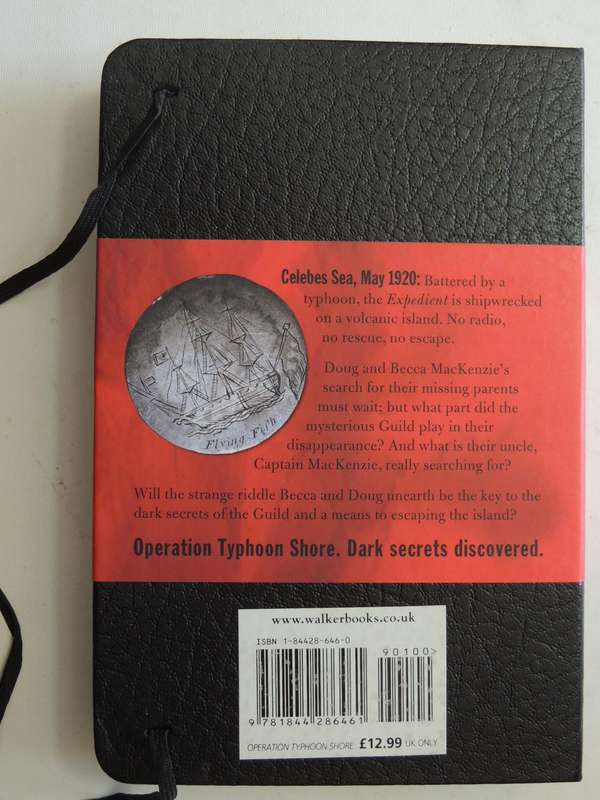 Celebes Sea, May 1920: Battered by a
typhoon, the Expedient is shipwrecked
on a volcanic island. No radio,
no rescue, no escape.
Doug and Becca MacKenzie's
search for their missing parents
must wait; but what part did the
mysterious Guild play in their
disappearance? And what is their uncle,
Captain MacKenzie, really searching for?
Flying Fish
Will the strange riddle Becca and Doug unearth be the key to the
dark secrets of the Guild and a means to escaping the island?
Operation Typhoon Shore. Dark secrets discovered.
www.walkerbooks.co.uk
ISBN 1-84428-646-0
90100>
9 781844 286461
OPERATION TYPHOON SHORE £12.99 UK ONLY